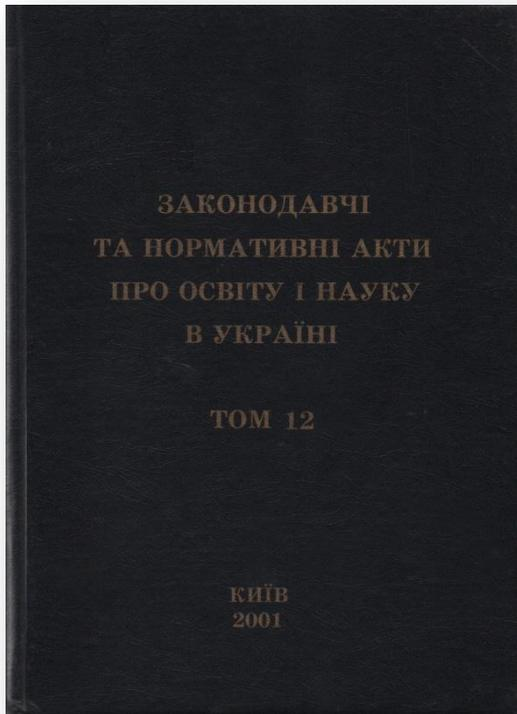 ЗАКОНОДАВЧІ
ТА НОРМАТИВНІ АКТИ
ПРО ОСВІТУ І НАУКУ
В УКРАЇНІ
ТОМ 12
КИЇВ
2001